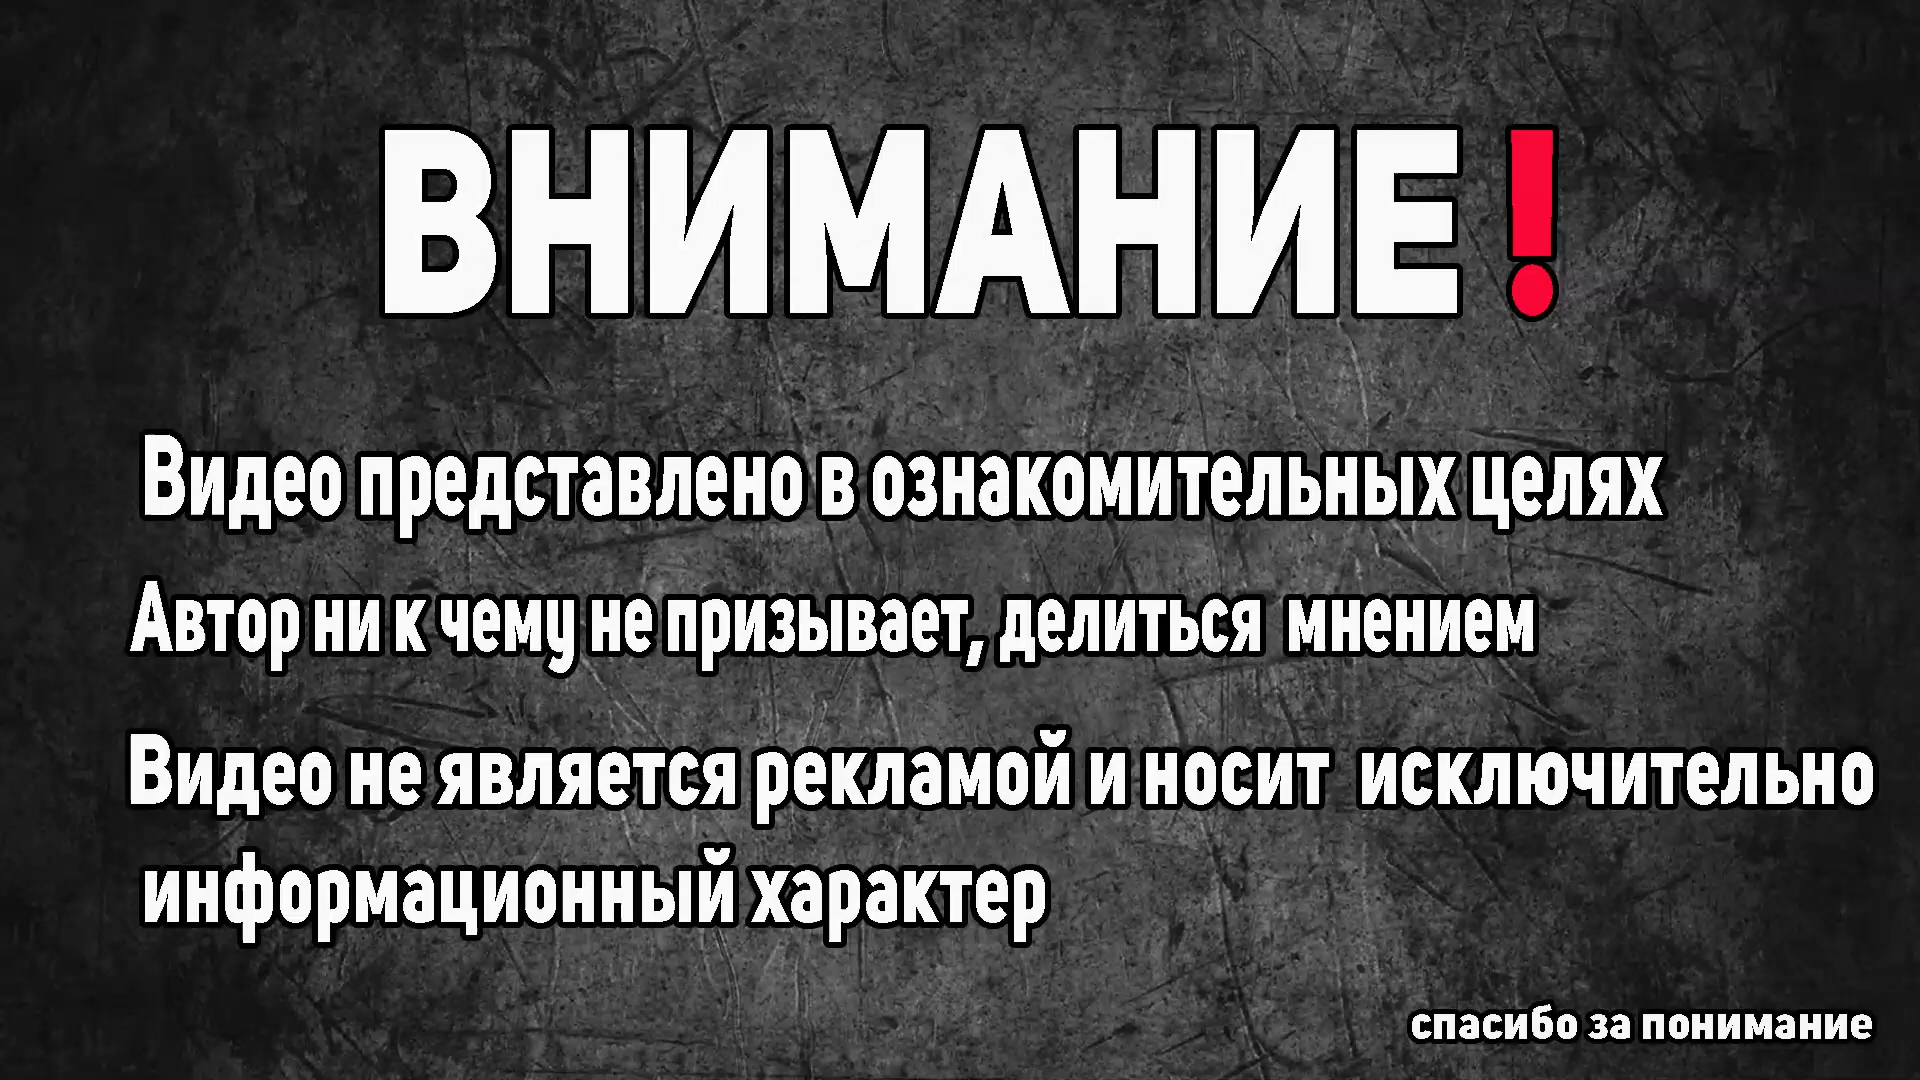 ВНИМАНИЕ!
Видео представлено в ознакомительных целях
Автор ни к чему не призывает, делиться мнением
Видео не является рекламой и носит исключительно
информационный характер
спасибо за понимание